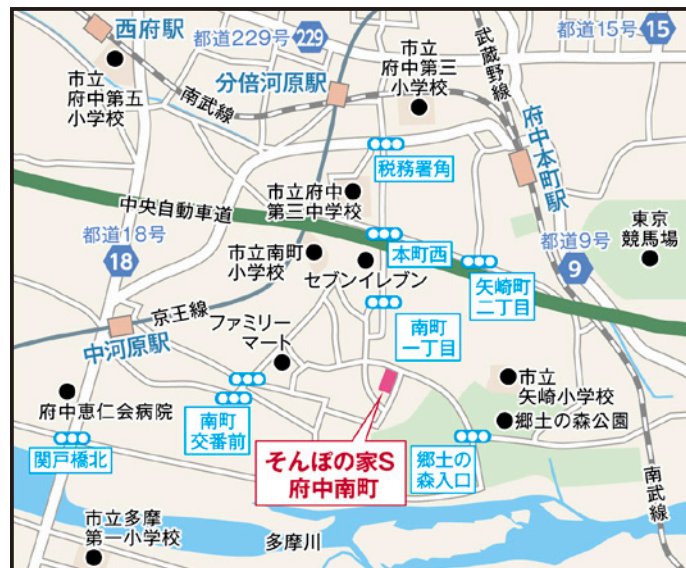 西府駅
都道229号
229
都道15号
15
市立
府中第五
小学校
南武線
分倍河原駅
市立
府中第三
小学校
武蔵野線
府中本町駅
税務署角
市立府中
第三中学校
中央自動車道
都道18号
18
市立南町
小学校
本町西
セブンイレブン
矢崎町
二丁目
都道9号
9
東京
競馬場
京王線
中河原駅
ファミリー
マート
南町
一丁目
市立
矢崎小学校
郷土の森公園
府中恵仁会病院
南町
交番前
関戸橋北
そんぽの家S
府中南町
郷土の
森入口
南武線
市立多摩
第一小学校
多摩川